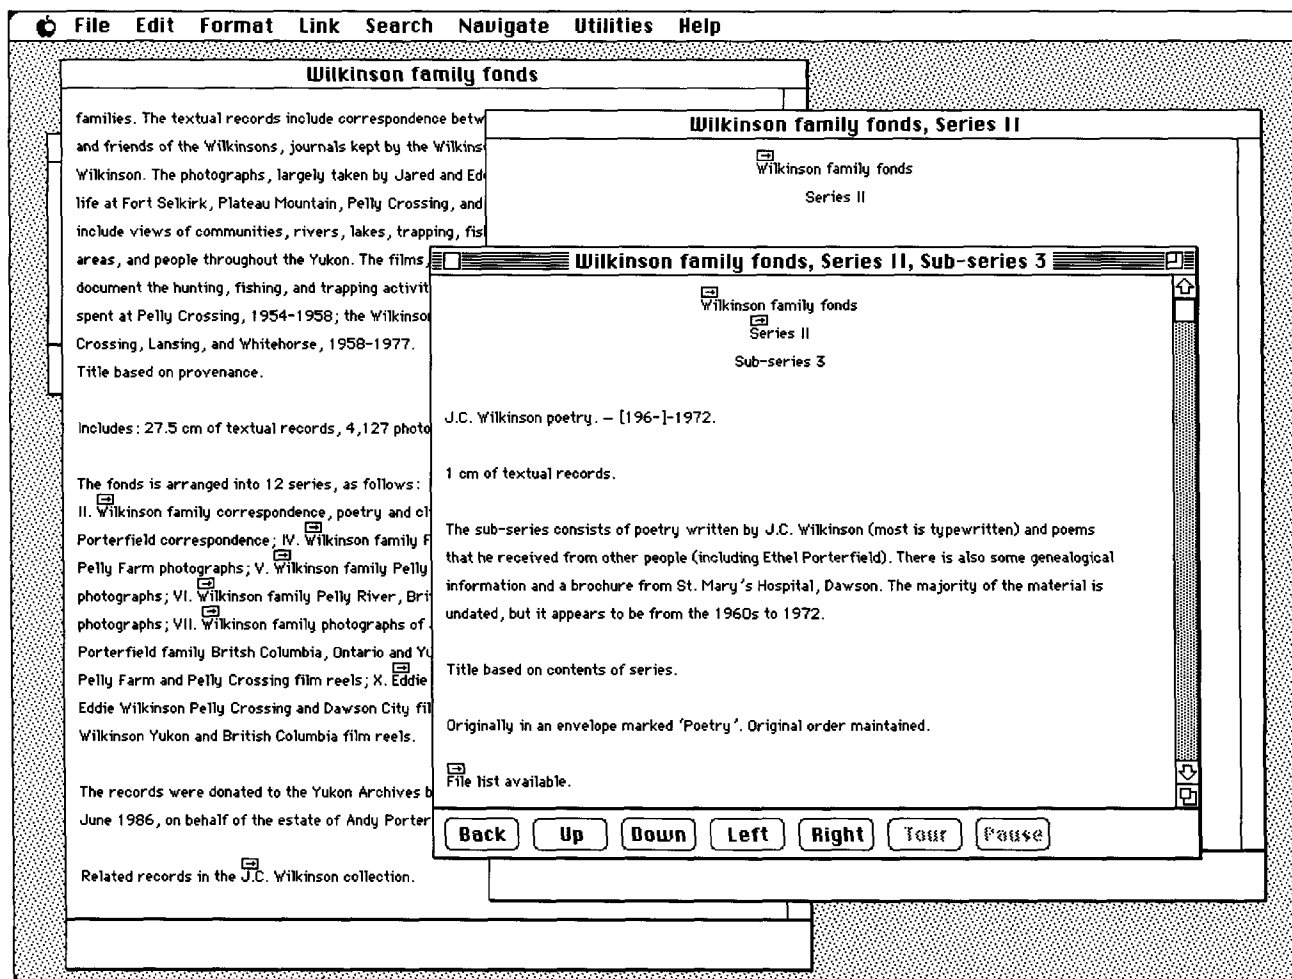 File Edit Format Link Search Navigate Utilities Help
Wilkinson family fonds
families. The textual records include correspondence betw
and friends of the Wilkinsons, journals kept by the Wilkins
Wilkinson. The photographs, largely taken by Jared and Ed
life at Fort Selkirk, Plateau Mountain, Pelly Crossing, and
include views of communities, rivers, lakes, trapping, fis
areas, and people throughout the Yukon. The films,
document the hunting, fishing, and trapping activit
spent at Pelly Crossing, 1954-1958; the Wilkinso
Crossing, Lansing, and Whitehorse, 1958-1977.
Title based on provenance.
Includes: 27.5 cm of textual records, 4,127 photo
The fonds is arranged into 12 series, as follows:
II. Wilkinson family correspondence, poetry and cl
Porterfield correspondence; IV. Wilkinson family F
Pelly Farm photographs; V. Wilkinson family Pelly
photographs; VI. Wilkinson family Pelly River, Bri
photographs; VII. Wilkinson family photographs of
Porterfield family Britsh Columbia, Ontario and Yu
Pelly Farm and Pelly Crossing film reels; X. Eddie
Eddie Wilkinson Pelly Crossing and Dawson City fil
Wilkinson Yukon and British Columbia film reels.
The records were donated to the Yukon Archives b
June 1986, on behalf of the estate of Andy Porter
Related records in the J.C. Wilkinson collection.
Wilkinson family fonds, Series II
Wilkinson family fonds
Series II
Wilkinson family fonds, Series II, Sub-series 3
Wilkinson family fonds
Series II
Sub-series 3
J.C. Wilkinson poetry. — [196-]-1972.
1 cm of textual records.
The sub-series consists of poetry written by J.C. Wilkinson (most is typewritten) and poems
that he received from other people (including Ethel Porterfield). There is also some genealogical
information and a brochure from St. Mary's Hospital, Dawson. The majority of the material is
undated, but it appears to be from the 1960s to 1972.
Title based on contents of series.
Originally in an envelope marked 'Poetry'. Original order maintained.
File list available.
Back Up Down Left Right Tour Pause